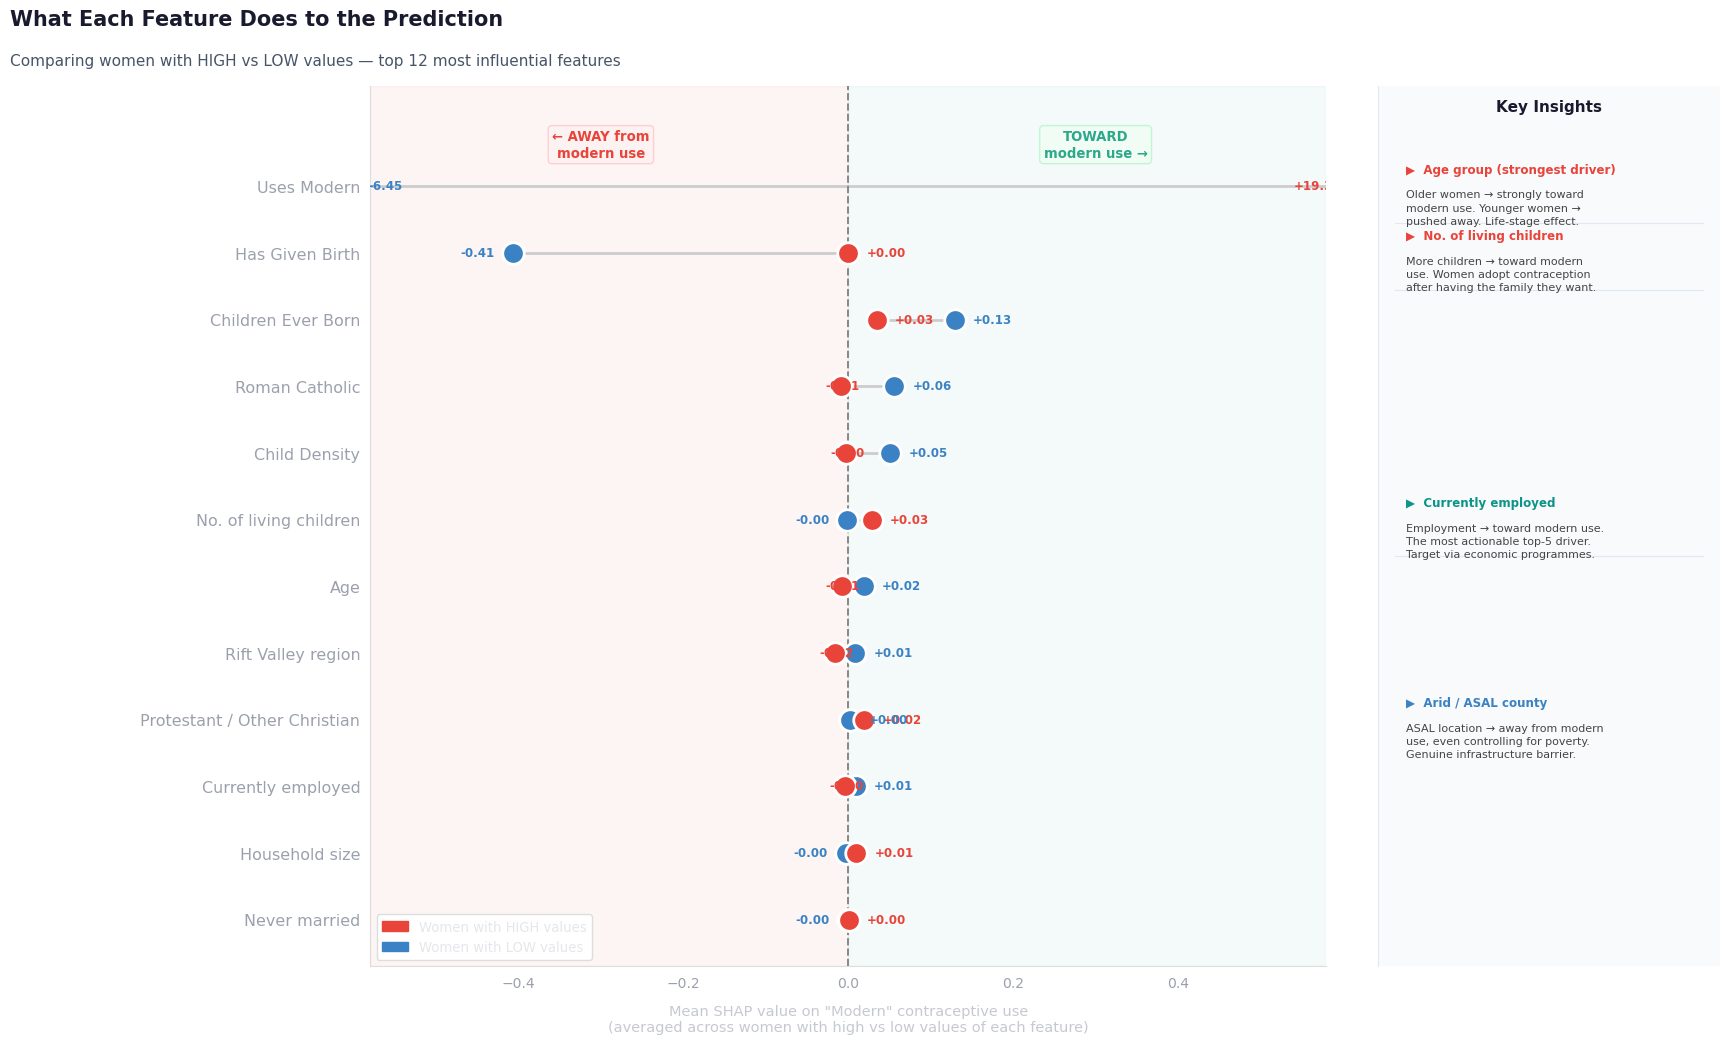 What Each Feature Does to the Prediction
Comparing women with HIGH vs LOW values — top 12 most influential features
← AWAY from
modern use
TOWARD
modern use →
Uses Modern
-6.45
Has Given Birth
-0.41
+0.00
Children Ever Born
+0.03
+0.13
Roman Catholic
+0.06
Child Density
+0.05
No. of living children
-0.00
+0.03
Age
+0.02
Rift Valley region
+0.01
Protestant / Other Christian
+0.00
+0.02
Currently employed
+0.01
Household size
-0.00
+0.01
Never married
-0.00
+0.00
Women with HIGH values
Women with LOW values
−0.4
−0.2
0.0
0.2
0.4
Mean SHAP value on "Modern" contraceptive use
(averaged across women with high vs low values of each feature)
Key Insights
▶ Age group (strongest driver)
Older women → strongly toward
modern use. Younger women →
pushed away. Life-stage effect.
▶ No. of living children
More children → toward modern
use. Women adopt contraception
after having the family they want.
▶ Currently employed
Employment → toward modern use.
The most actionable top-5 driver.
Target via economic programmes.
▶ Arid / ASAL county
ASAL location → away from modern
use, even controlling for poverty.
Genuine infrastructure barrier.